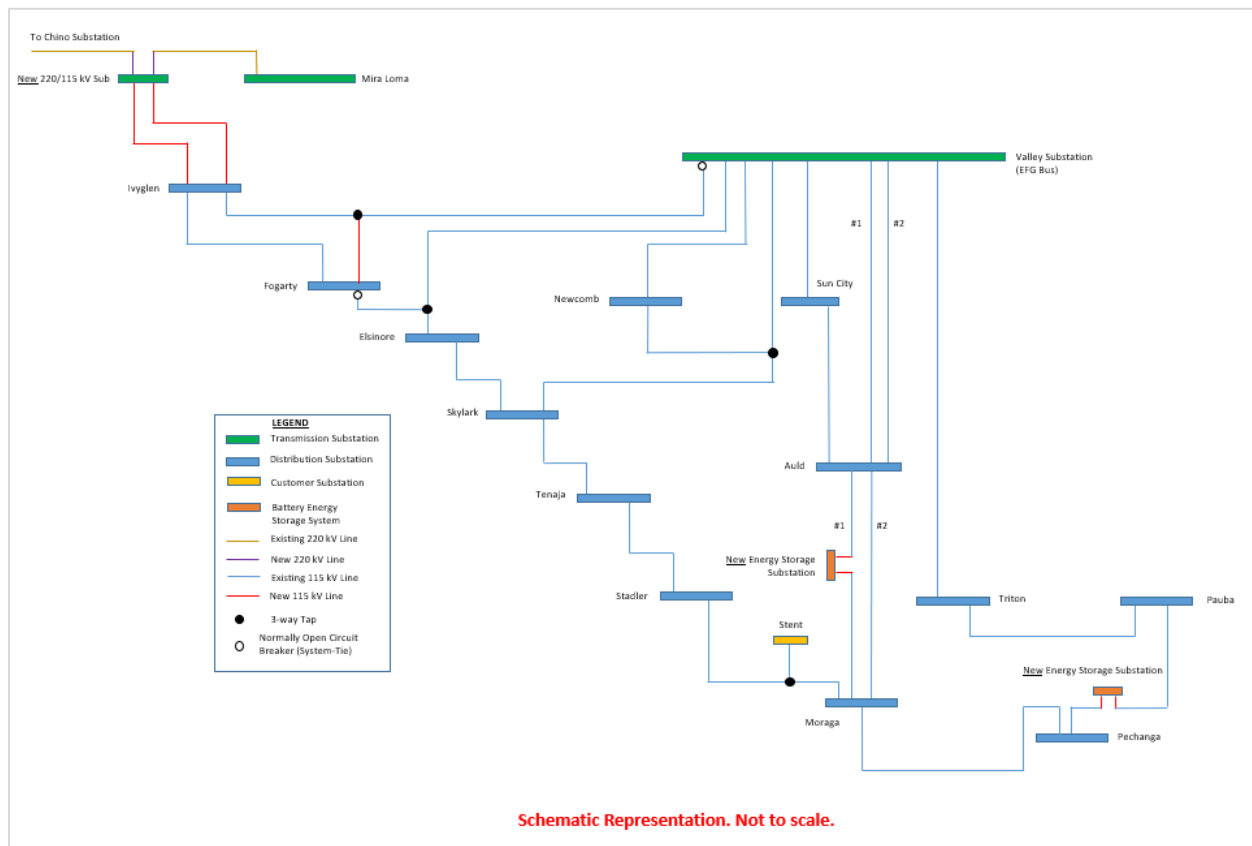 To Chino Substation
New 220/115 kV Sub
Mira Loma
Valley Substation
(EFG Bus)
Ivyglen
#1
#2
Fogarty
Newcomb
Sun City
Elsinore
Skylark
LEGEND
Transmission Substation
Distribution Substation
Customer Substation
Battery Energy
Storage System
Existing 220 kV Line
New 220 kV Line
Existing 115 kV Line
New 115 kV Line
3-way Tap
Normally Open Circuit
Breaker (System-Tie)
Auld
Tenaja
#1
#2
New Energy Storage
Substation
Stadler
Triton
Pauba
Stent
New Energy Storage Substation
Moraga
Pechanga
Schematic Representation. Not to scale.